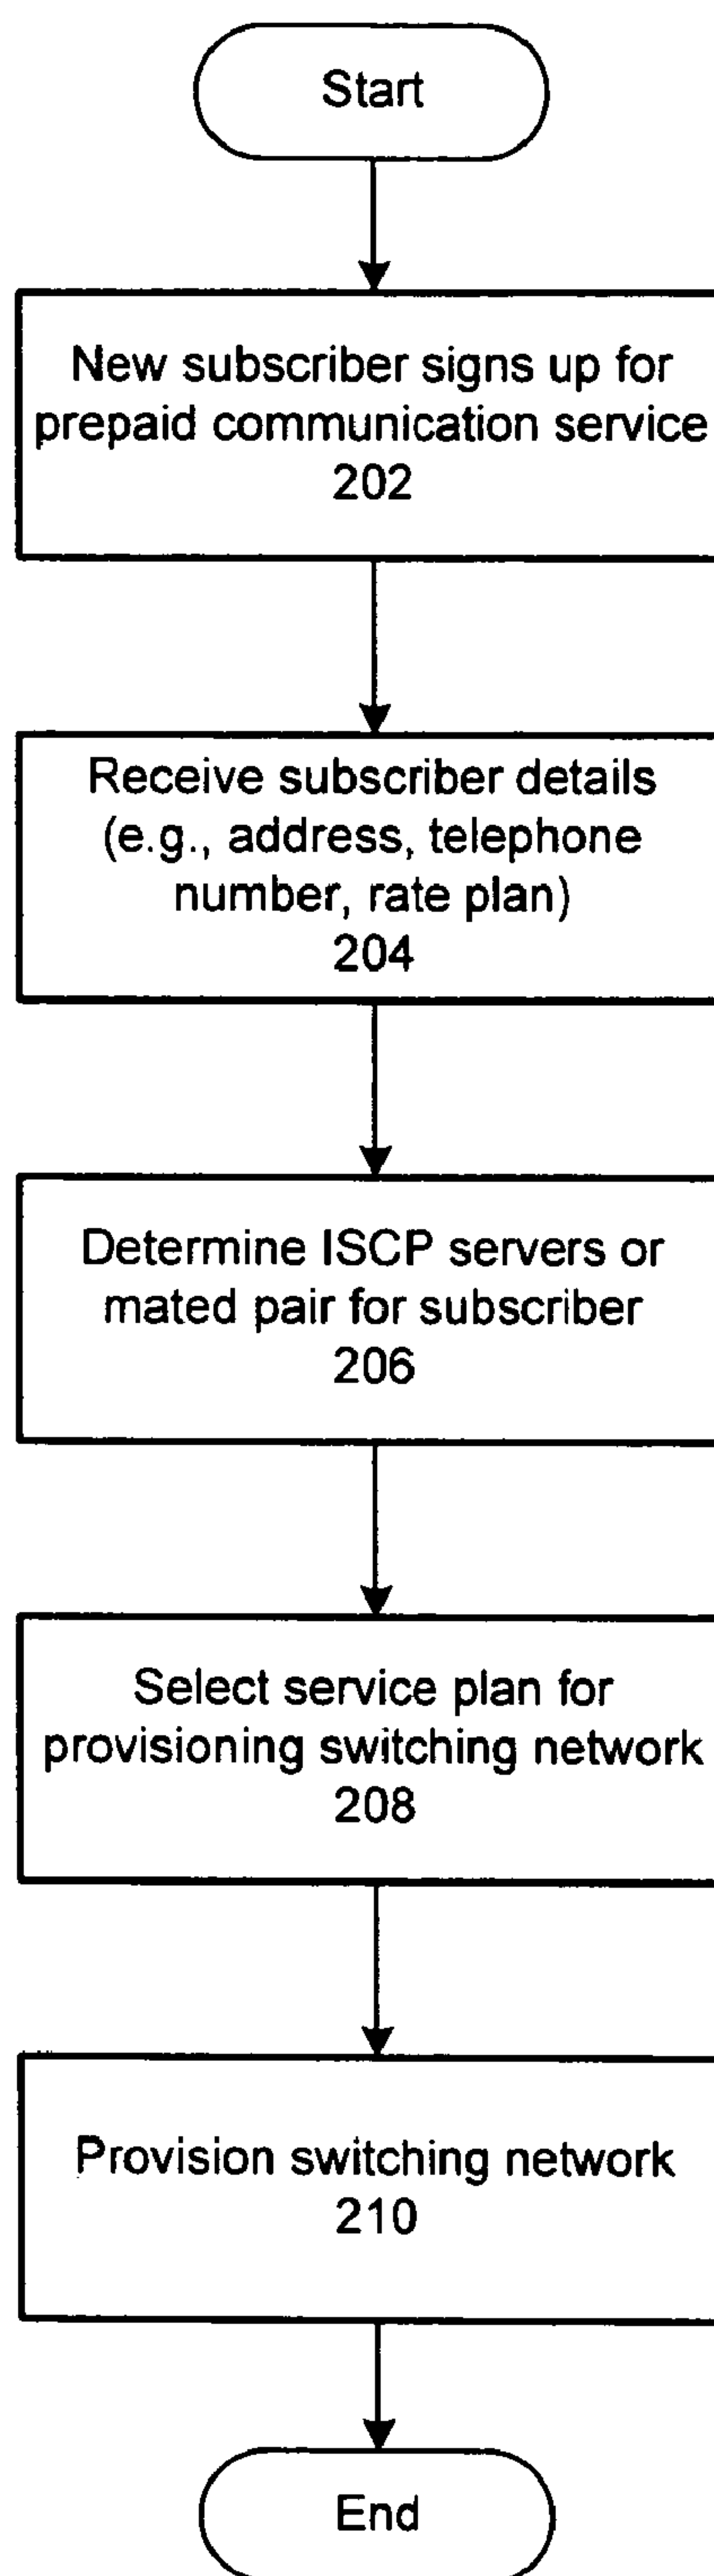 Start
New subscriber signs up for
prepaid communication service
202
Receive subscriber details
(e.g., address, telephone
number, rate plan)
204
Determine ISCP servers or
mated pair for subscriber
206
Select service plan for
provisioning switching network
208
Provision switching network
210
End